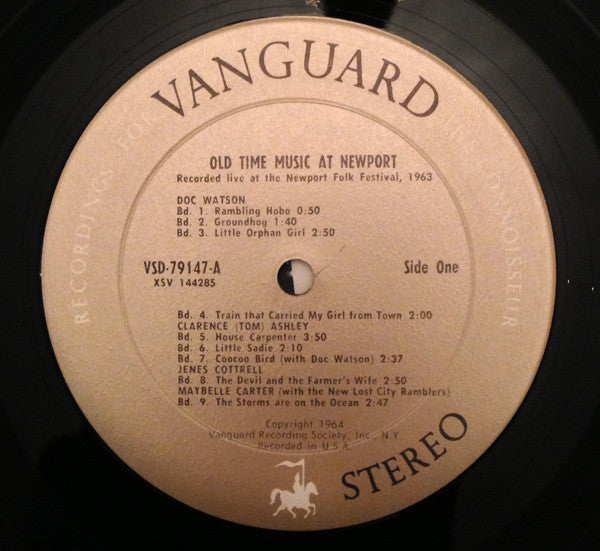 VANGUARD
RECORDINGS FOR THE CONNOISSEUR
OLD TIME MUSIC AT NEWPORT
Recorded live at the Newport Folk Festival, 1963
DOC WATSON
Bd. 1. Rambling Hobo 0:50
Bd. 2. Groundhog 1:40
Bd. 3. Little Orphan Girl 2:50
VSD-79147-A
XSV 144285
Side One
Bd. 4. Train that Carried My Girl from Town 2:00
CLARENCE (TOM) ASHLEY
Bd. 5. House Carpenter 3:50
Bd. 6. Little Sadie 2:10
Bd. 7. Coocoo Bird (with Doc Watson) 2:37
JENES COTTRELL
Bd. 8. The Devil and the Farmer's Wife 2:50
MAYBELLE CARTER (with the New Lost City Ramblers)
Bd. 9. The Storms are on the Ocean 2:47
Copyright 1964
Vanguard Recording Society, Inc., N.Y.
Recorded in U.S.A.
STEREO